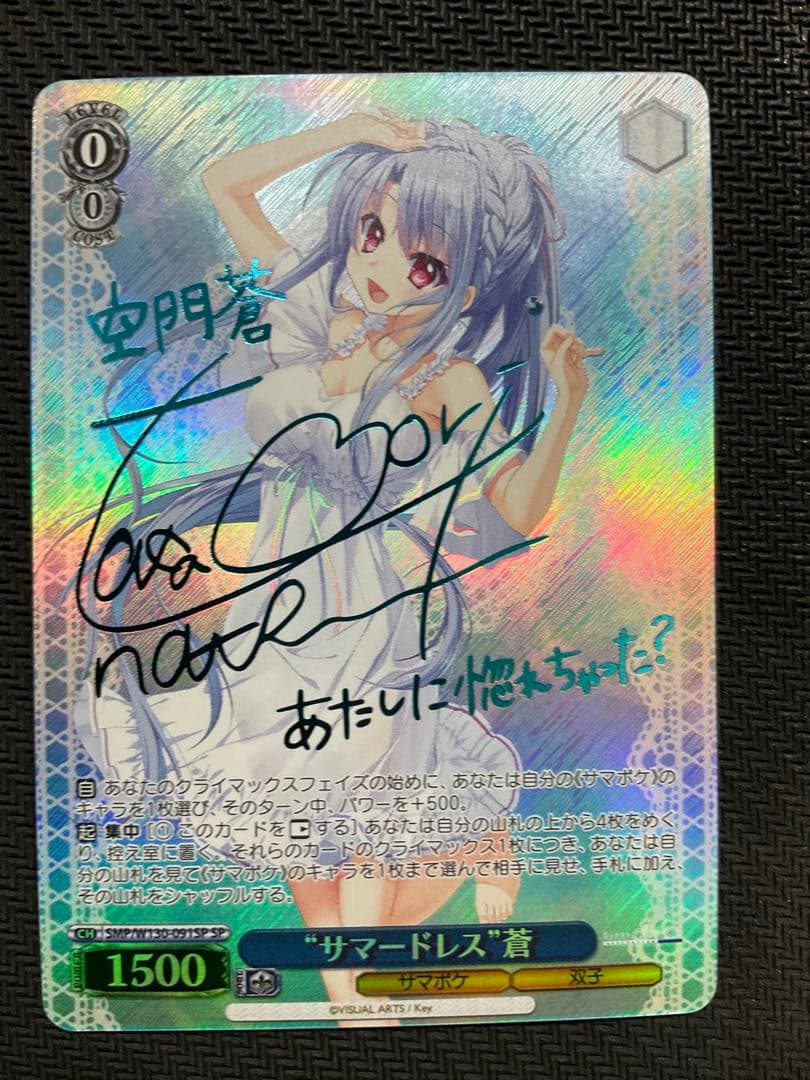 LEVEL
0
0
COST
空門蒼
あたしに惚れちゃった?
自 あなたのクライマックスフェイズの始めに、あなたは自分の《サマポケ》の
キャラを1枚選び、そのターン中、パワーを+500。
起 集中 [① このカードを する] あなたは自分の山札の上から4枚をめく
り、控え室に置く。それらのカードのクライマックス1枚につき、あなたは自
分の山札を見て《サマポケ》のキャラを1枚まで選んで相手に見せ、手札に加え、
その山札をシャッフルする。
CH SMP/W130-091SP SP
“サマードレス”蒼
POWER 1500
サマポケ 双子
©VISUAL ARTS / Key